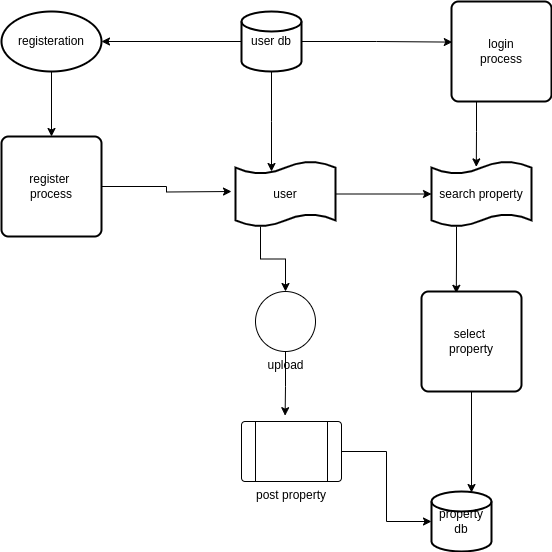 registeration
user db
login
process
register
process
user
search property
select
property
upload
post property
property
db